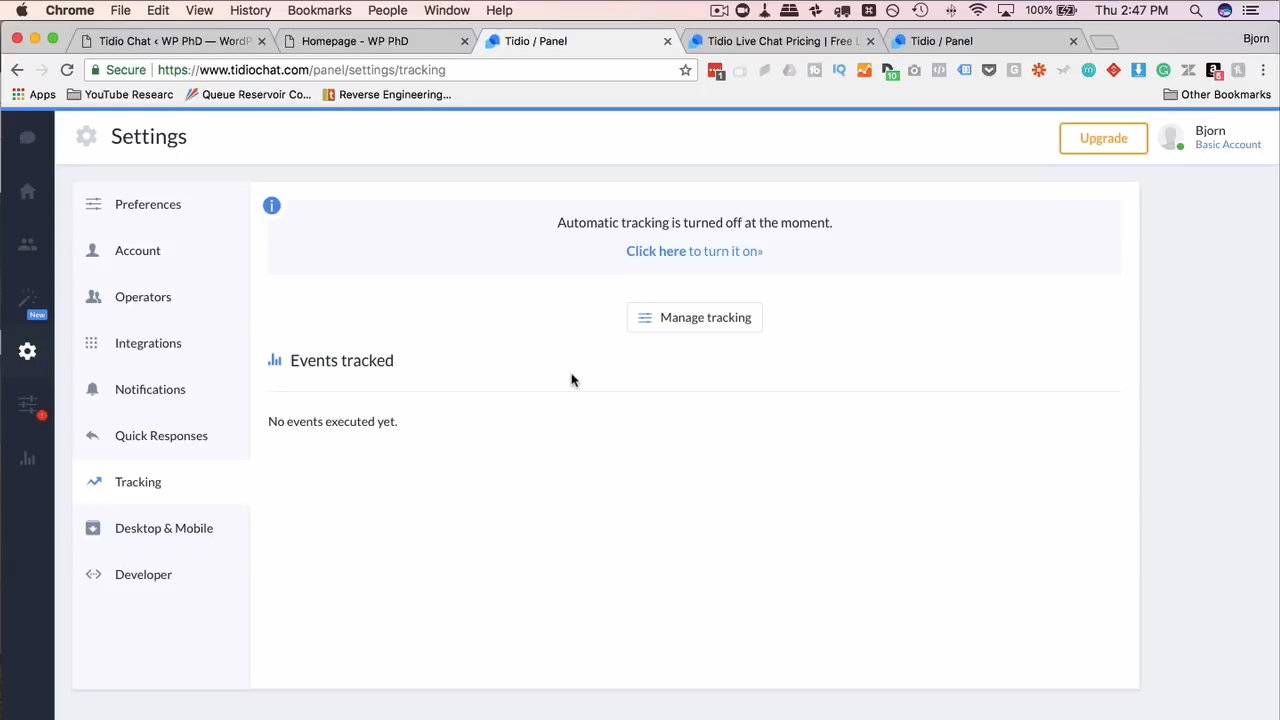 Chrome File Edit View History Bookmarks People Window Help 100% Thu 2:47 PM
Tidio Chat ‹ WP PhD — WordP Homepage - WP PhD Tidio / Panel Tidio Live Chat Pricing | Free L Tidio / Panel Bjorn
Secure https://www.tidiochat.com/panel/settings/tracking 1 10 6
Apps YouTube Researc Queue Reservoir Co... Reverse Engineering... Other Bookmarks
Settings
Upgrade
Bjorn
Basic Account
New
Preferences
Account
Operators
Integrations
Notifications
Quick Responses
Tracking
Desktop & Mobile
Developer
Automatic tracking is turned off at the moment.
Click here to turn it on»
Manage tracking
Events tracked
No events executed yet.